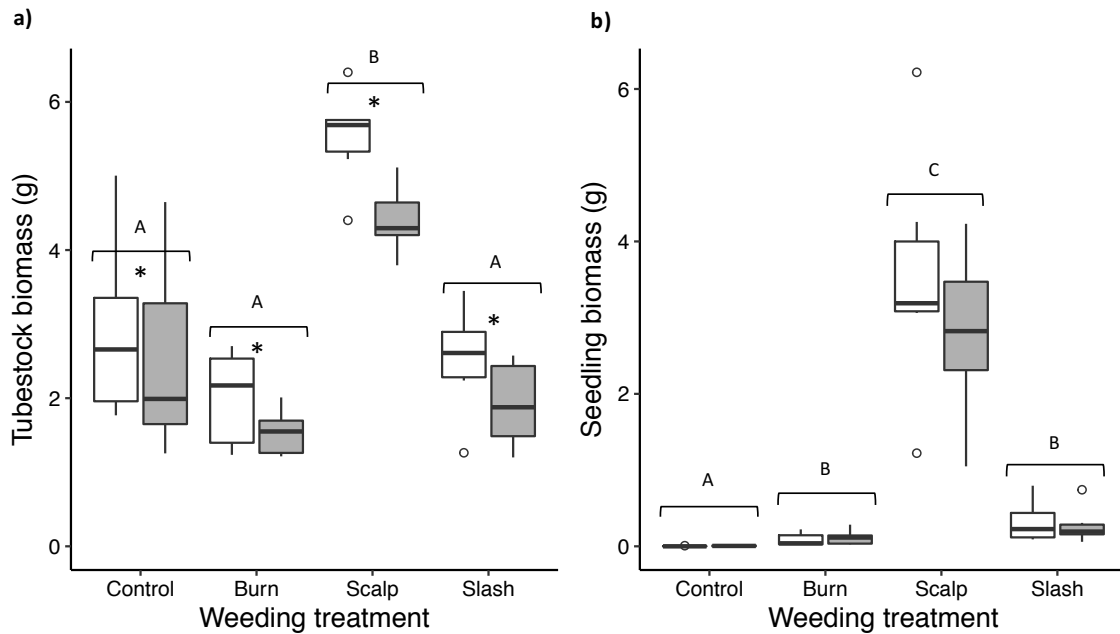 a)
Tubestock biomass (g)
6
4
2
0
A
*
A
*
B
*
A
*
Control Burn Scalp Slash
Weeding treatment
b)
Seedling biomass (g)
6
4
2
0
A
B
C
B
Control Burn Scalp Slash
Weeding treatment